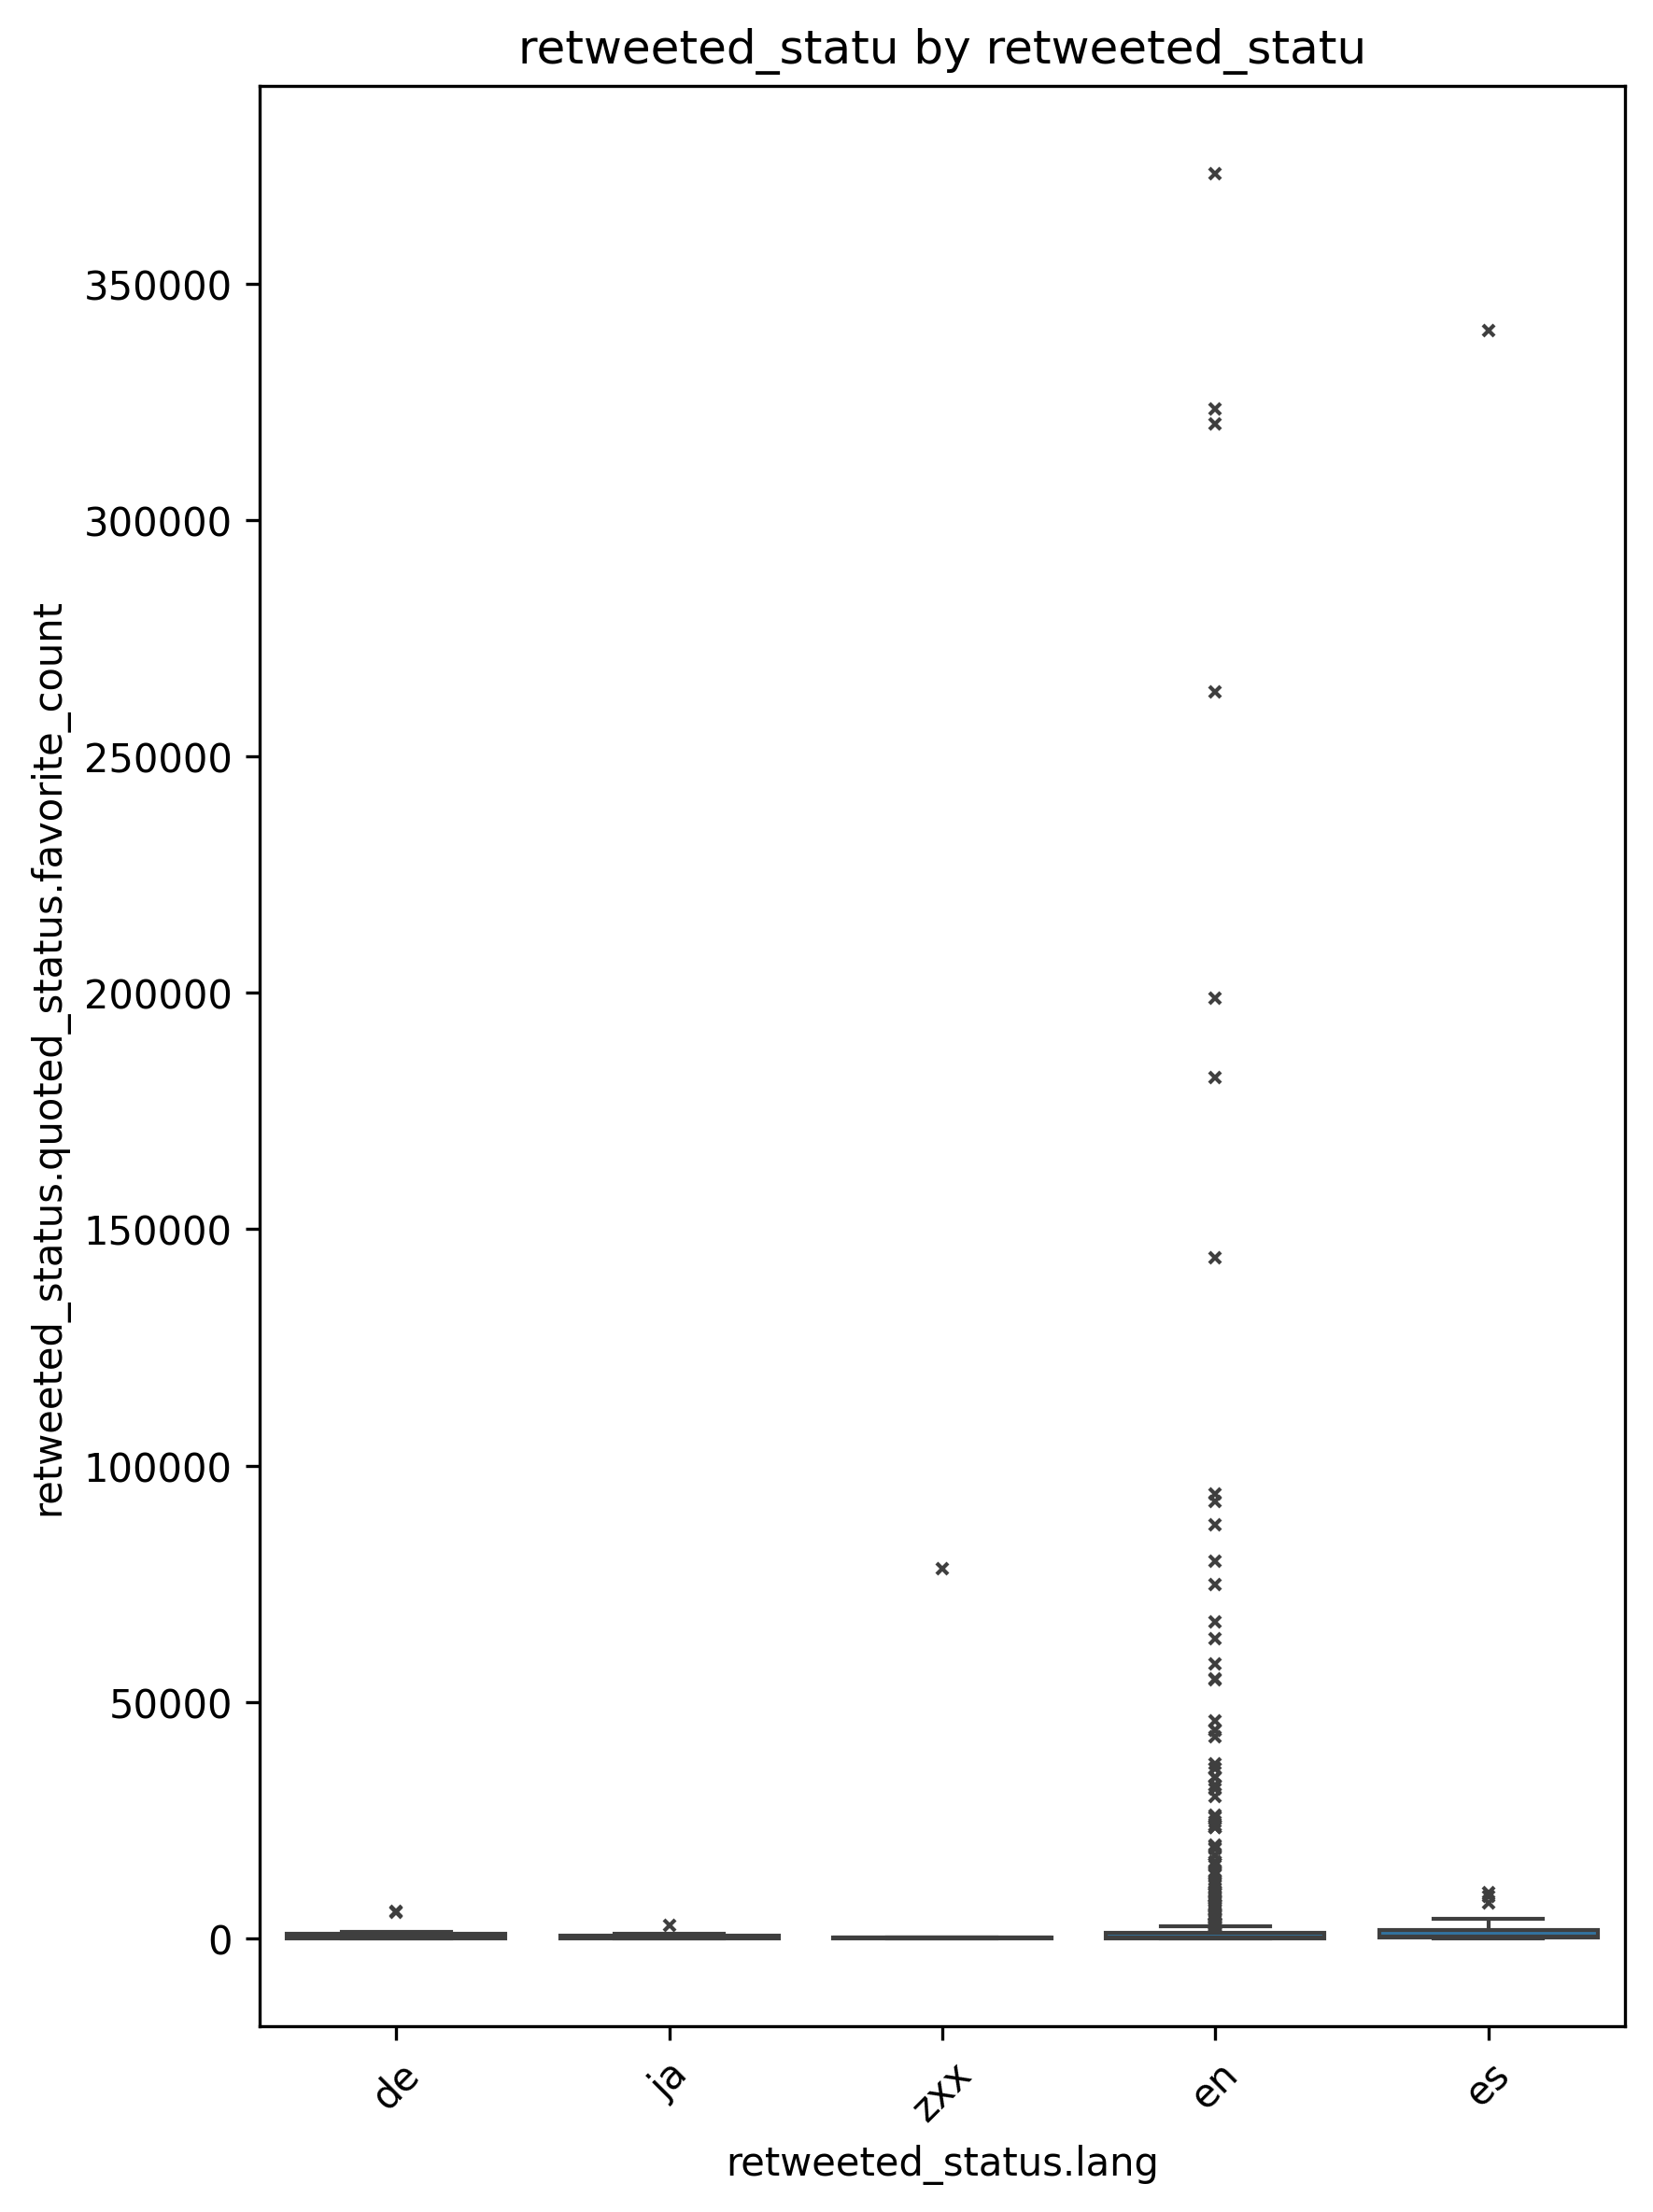 retweeted_statu by retweeted_statu
retweeted_status.quoted_status.favorite_count
350000
300000
250000
200000
150000
100000
50000
0
de
ja
zxx
en
es
retweeted_status.lang